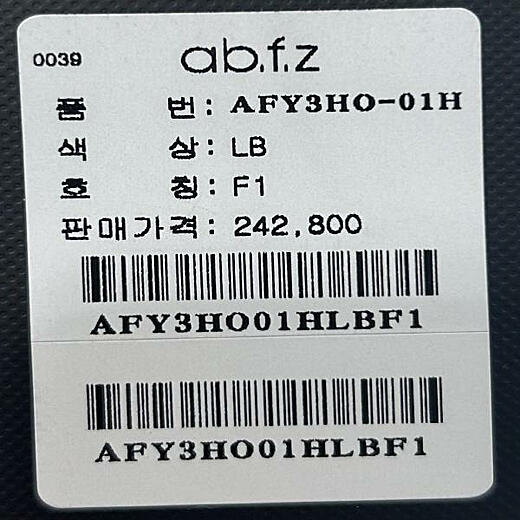 0039 ab.f.z
품 번: AFY3HO-01H
색 상: LB
호 칭: F1
판매가격: 242,800
AFY3HO01HLBF1
AFY3HO01HLBF1